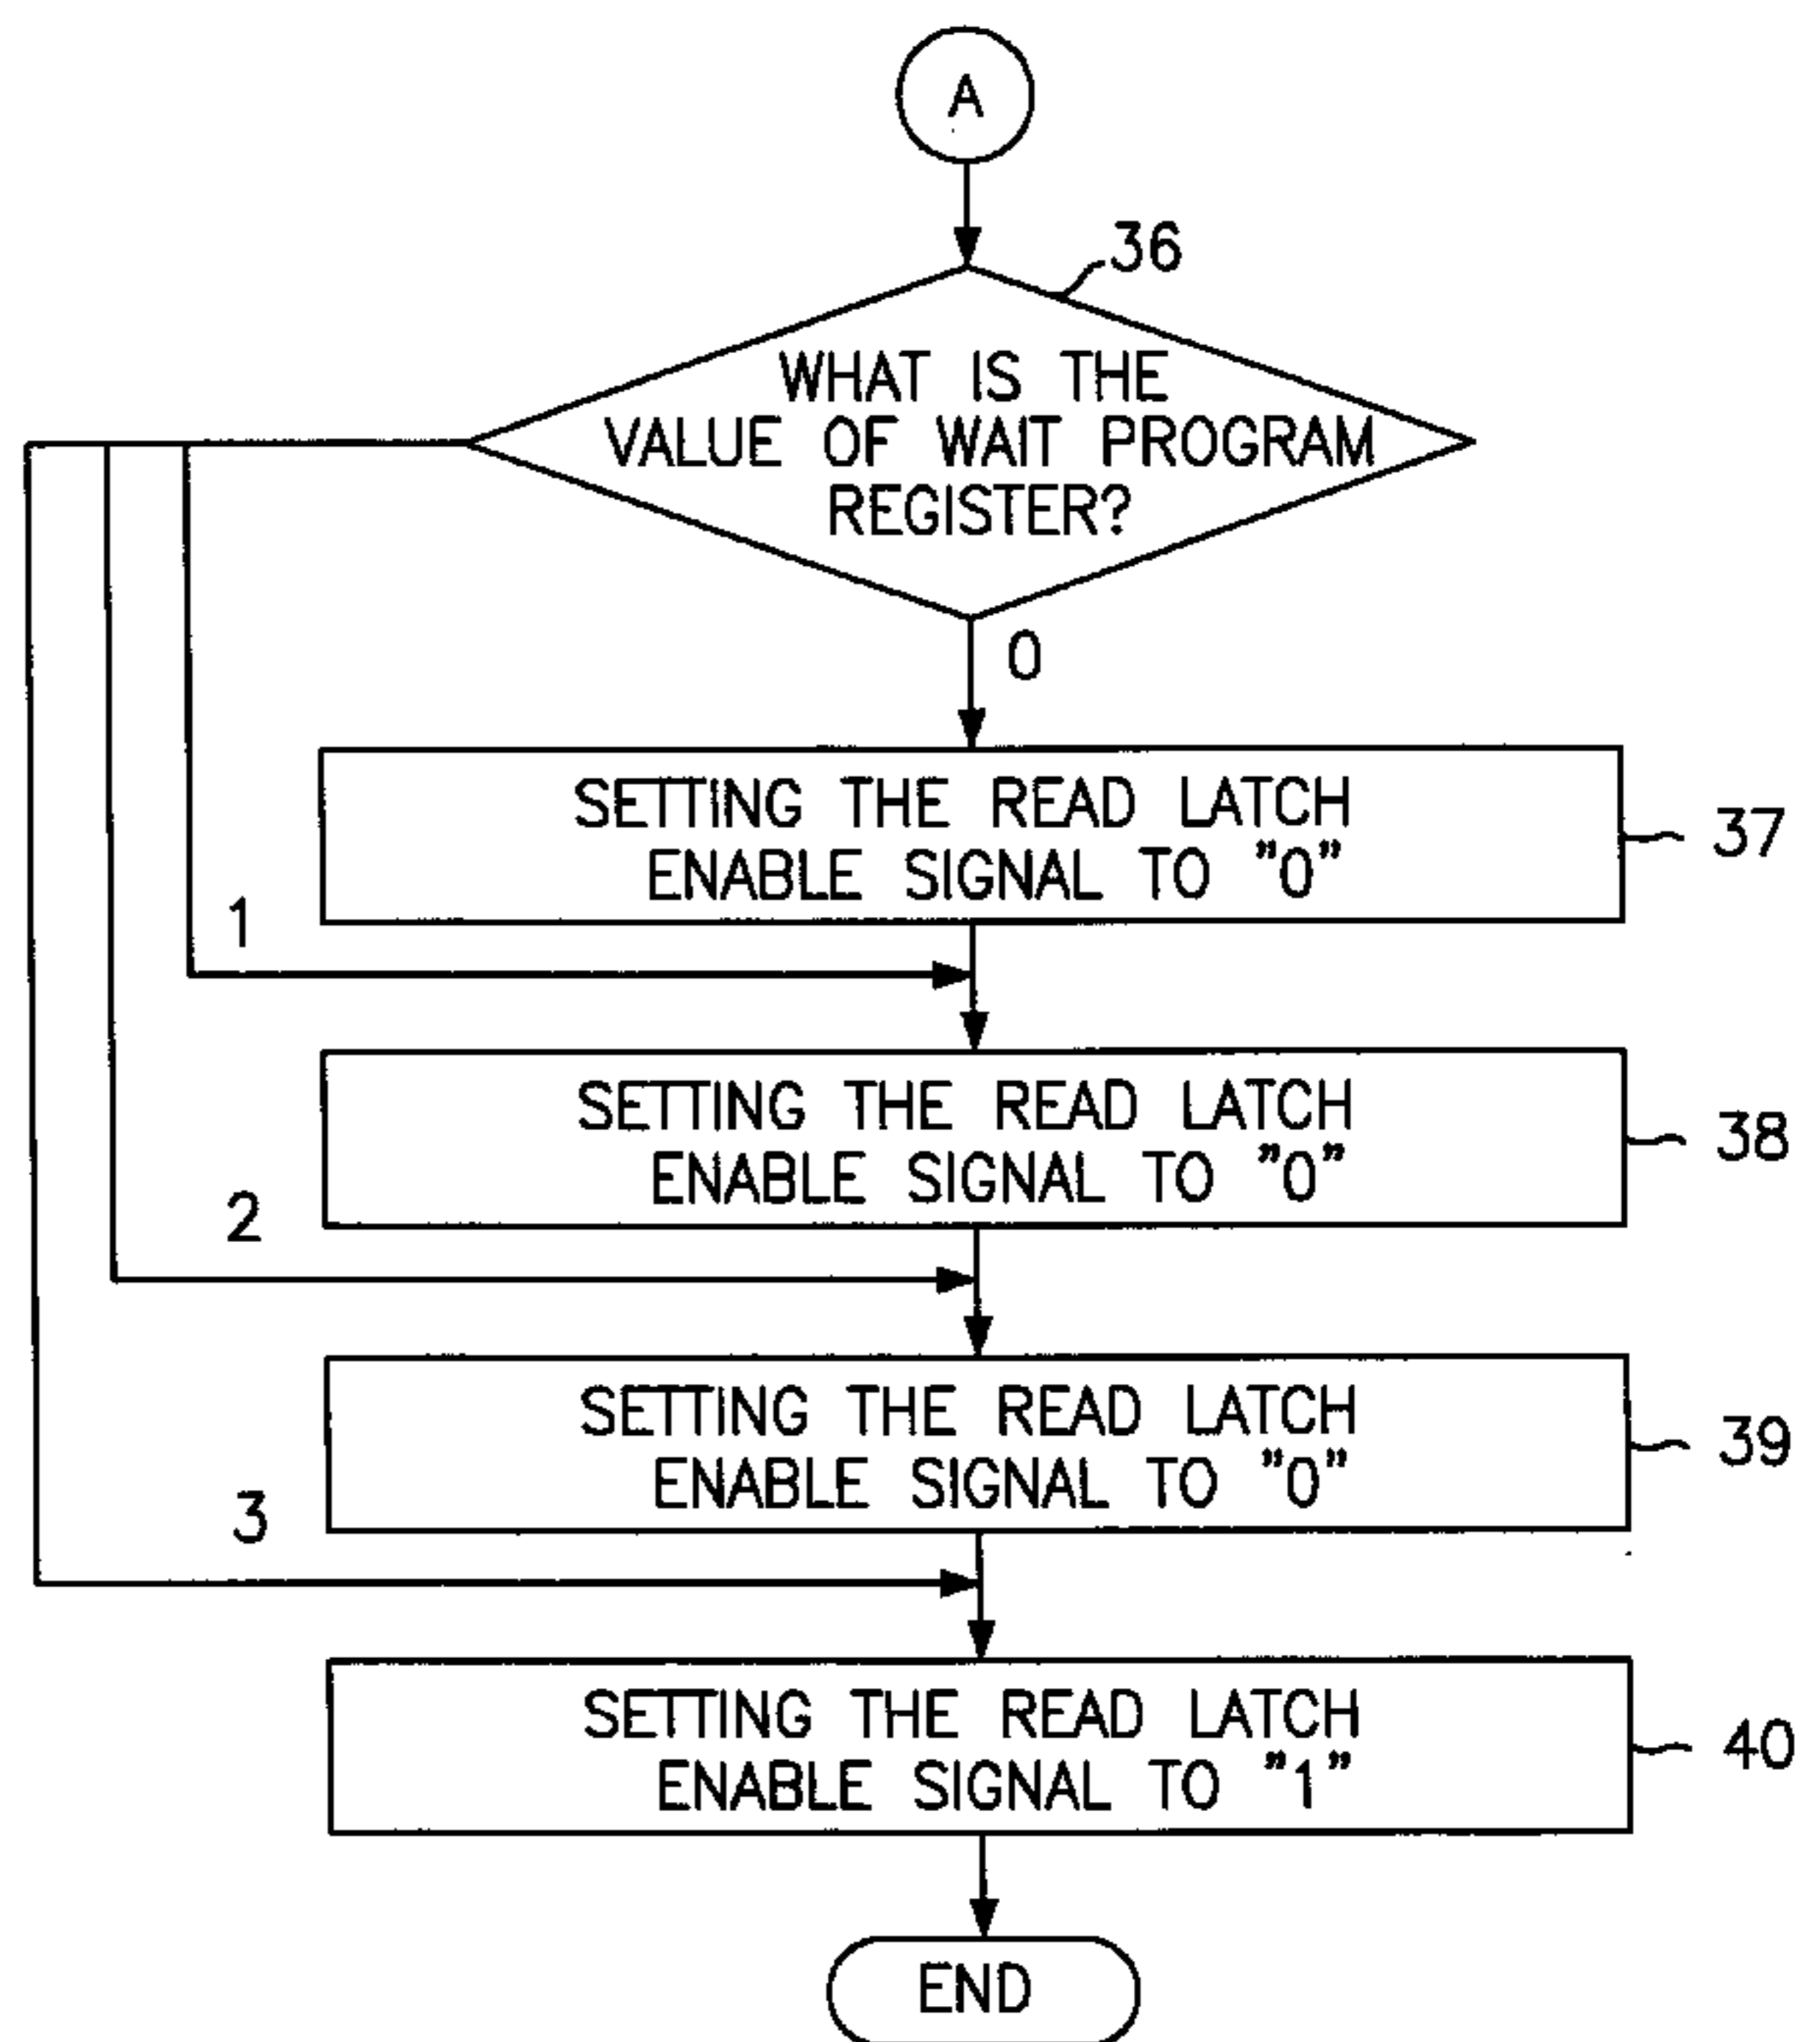 A
36
WHAT IS THE
VALUE OF WAIT PROGRAM
REGISTER?
0
SETTING THE READ LATCH
ENABLE SIGNAL TO "0"
37
1
SETTING THE READ LATCH
ENABLE SIGNAL TO "0"
38
2
SETTING THE READ LATCH
ENABLE SIGNAL TO "0"
39
3
SETTING THE READ LATCH
ENABLE SIGNAL TO "1"
40
END